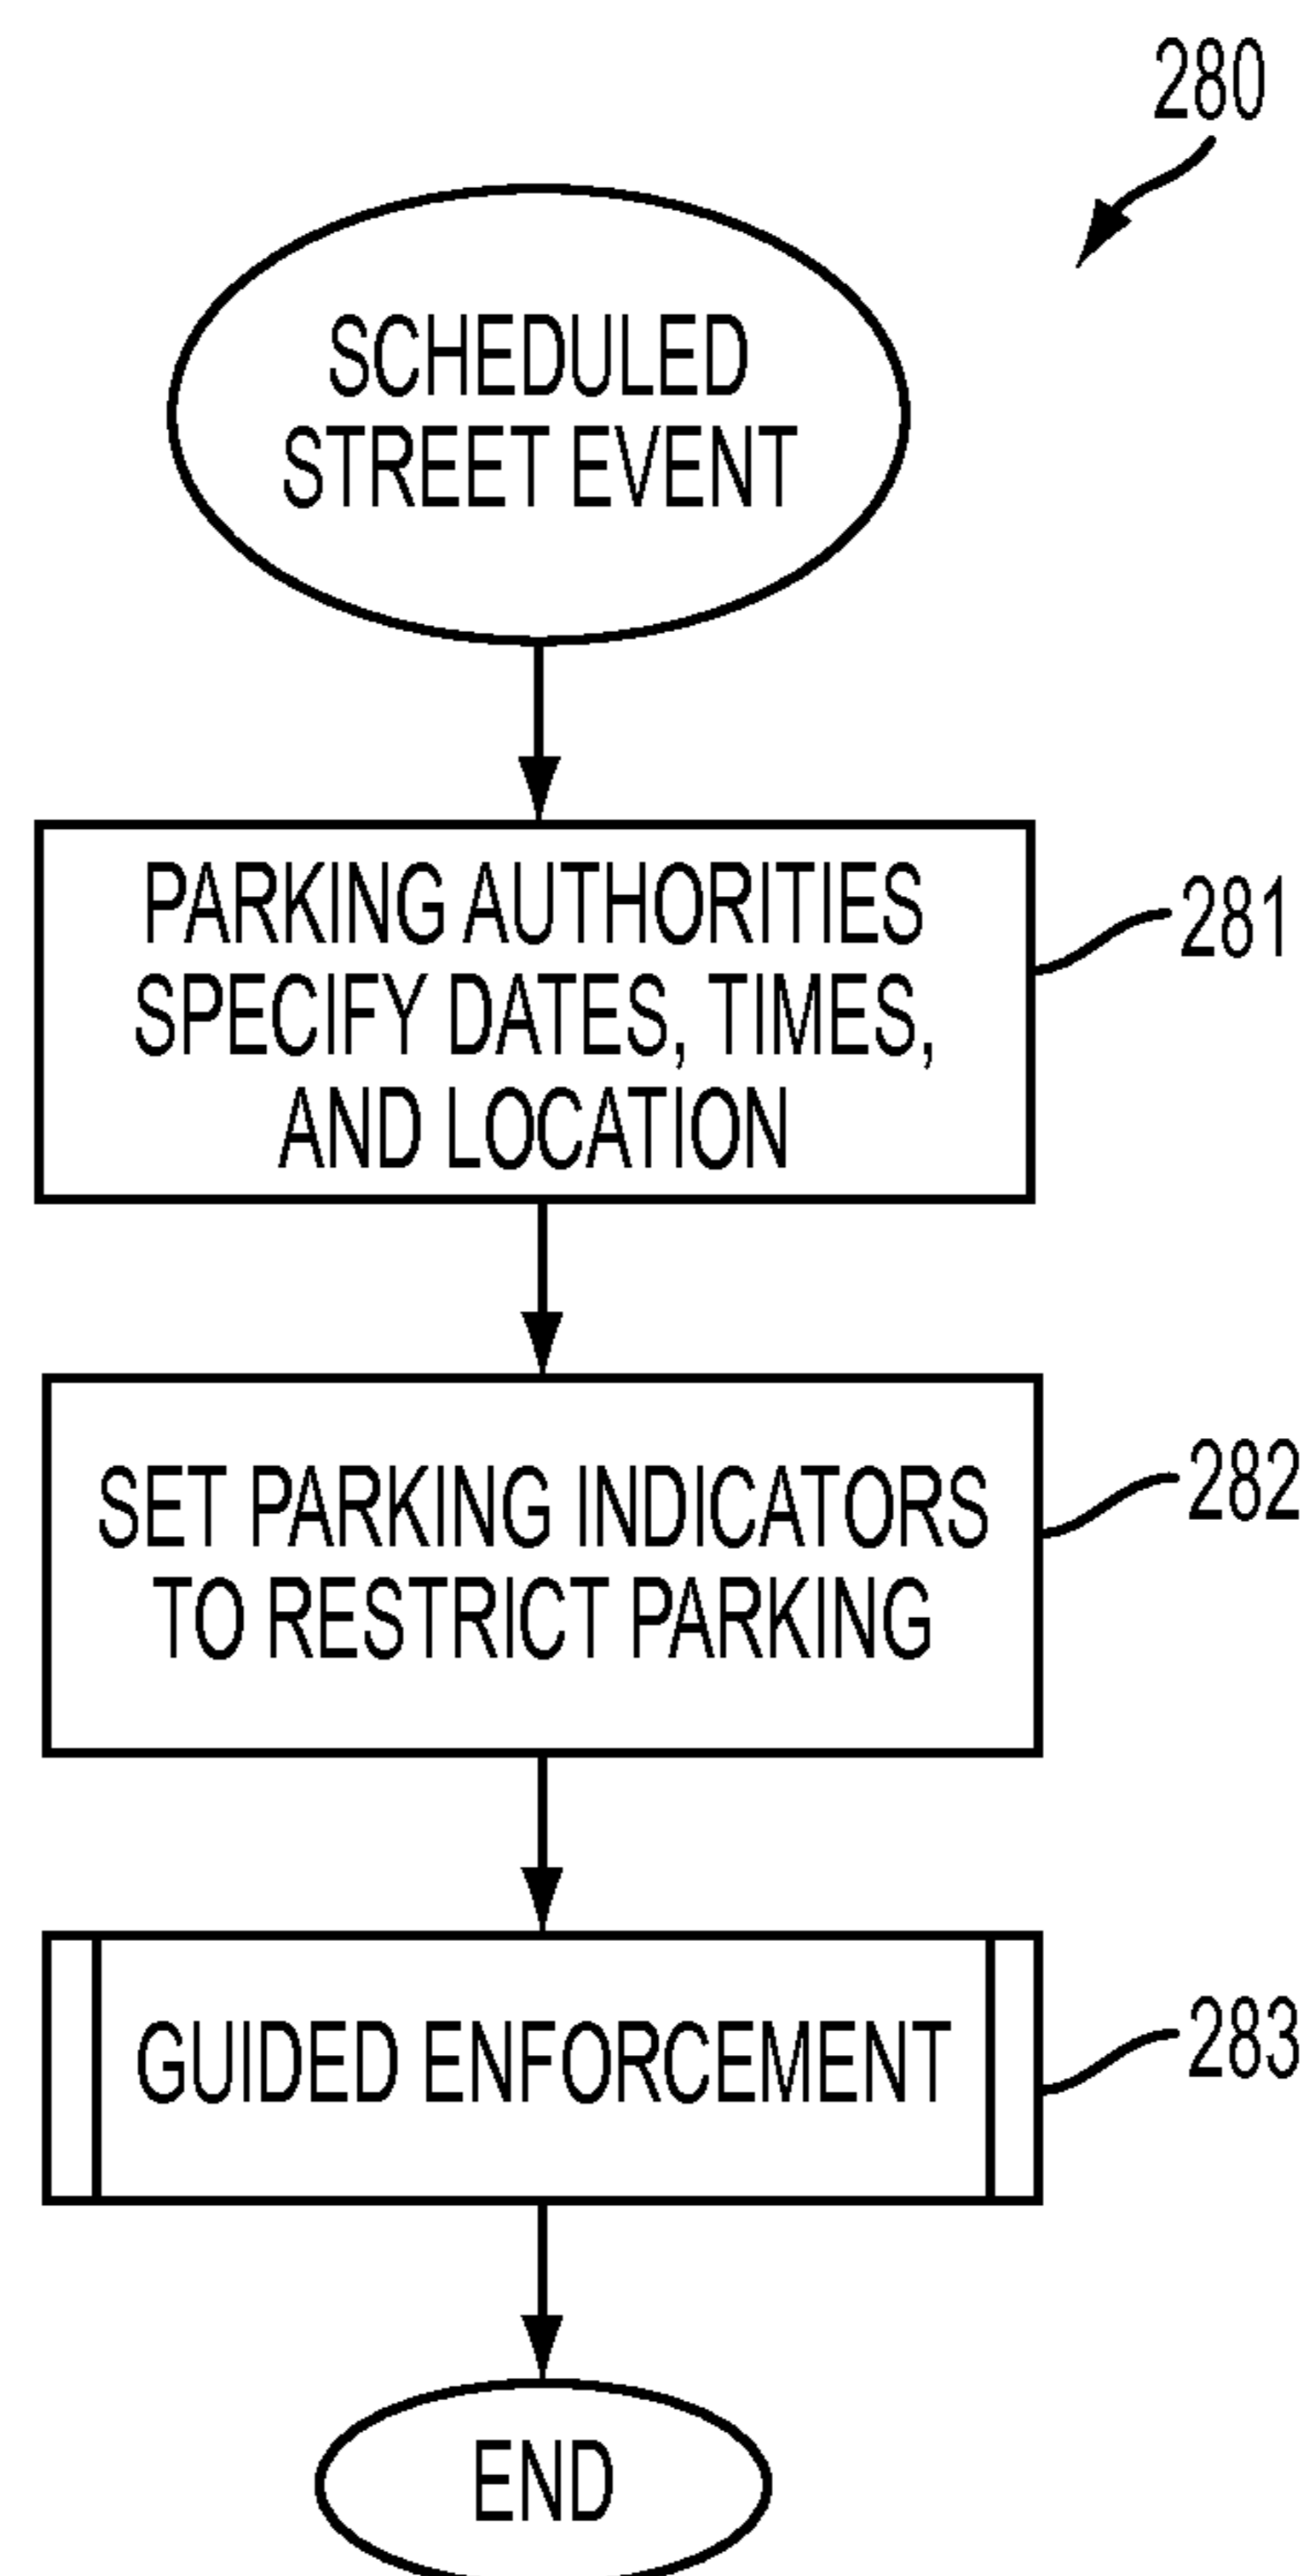 280
SCHEDULED
STREET EVENT
PARKING AUTHORITIES
SPECIFY DATES, TIMES,
AND LOCATION
281
SET PARKING INDICATORS
TO RESTRICT PARKING
282
GUIDED ENFORCEMENT
283
END